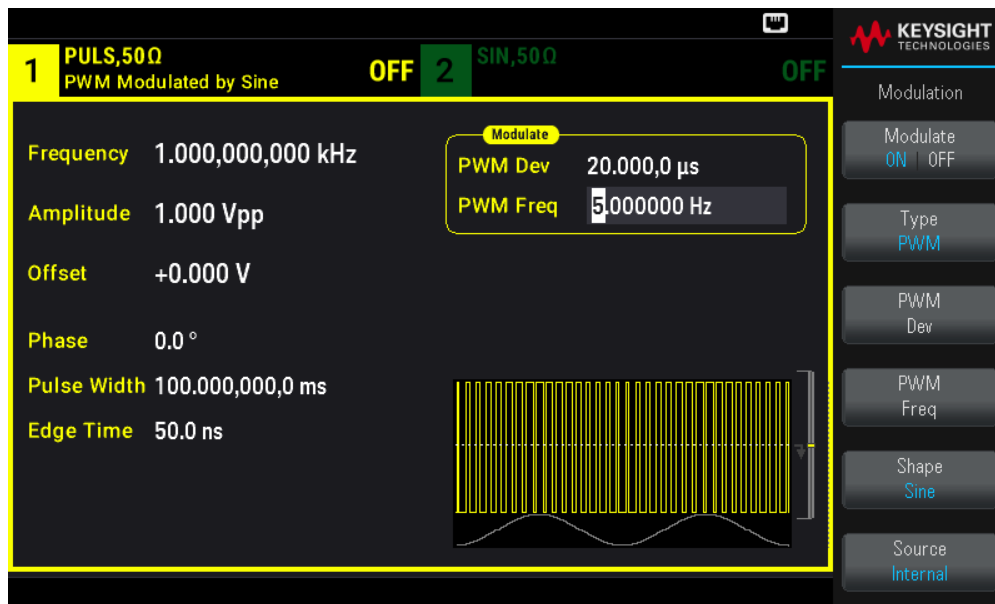 KEYSIGHT
TECHNOLOGIES
1 PULS,50Ω
PWM Modulated by Sine
OFF
2 SIN,50Ω
OFF
Frequency 1.000,000,000 kHz
Amplitude 1.000 Vpp
Offset +0.000 V
Phase 0.0 °
Pulse Width 100.000,000,0 ms
Edge Time 50.0 ns
Modulate
PWM Dev 20.000,0 µs
PWM Freq 5.000000 Hz
Modulation
Modulate
ON | OFF
Type
PWM
PWM
Dev
PWM
Freq
Shape
Sine
Source
Internal